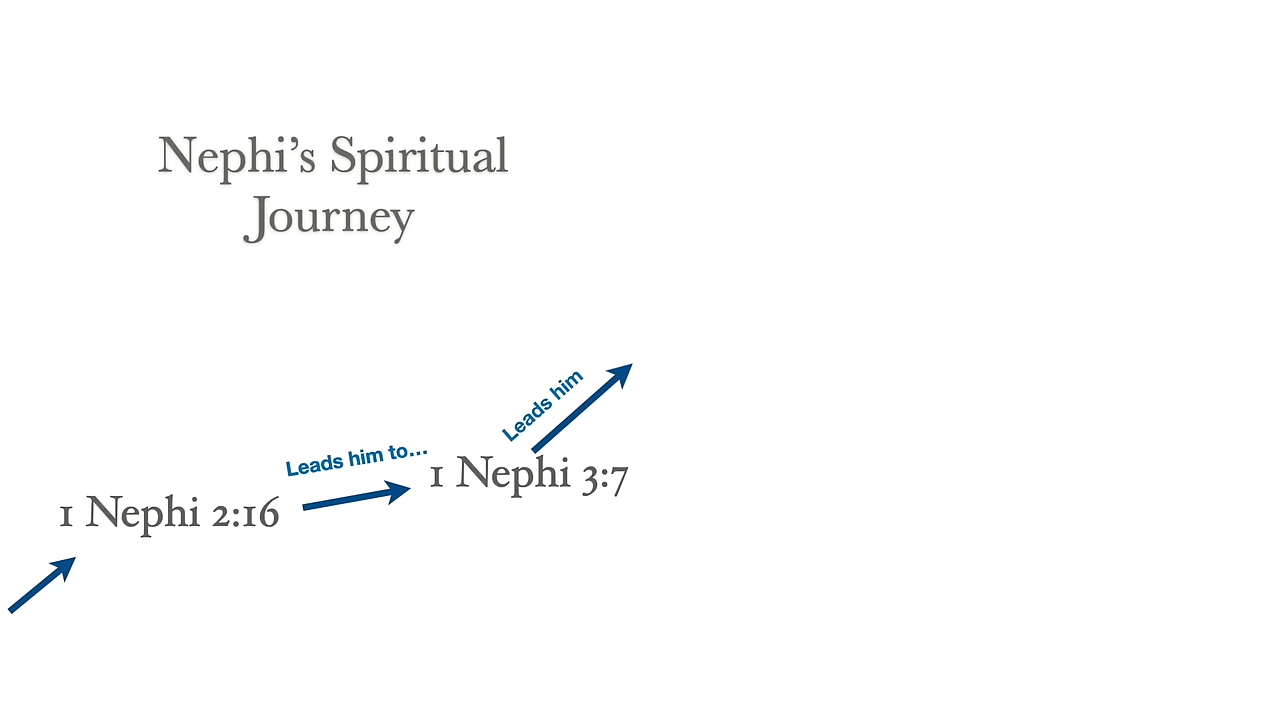 Nephi’s Spiritual
Journey
Leads him
Leads him to...
1 Nephi 3:7
1 Nephi 2:16